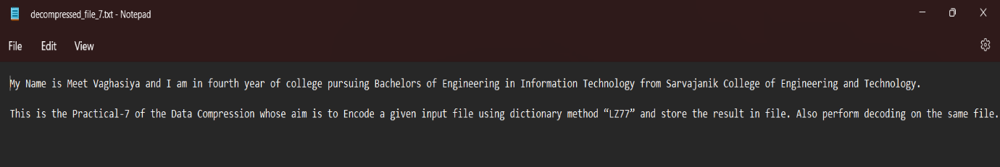 decompressed_file_7.txt - Notepad
File Edit View
My Name is Meet Vaghasiya and I am in fourth year of college pursuing Bachelors of Engineering in Information Technology from Sarvajanik College of Engineering and Technology.
This is the Practical-7 of the Data Compression whose aim is to Encode a given input file using dictionary method “LZ77” and store the result in file. Also perform decoding on the same file.